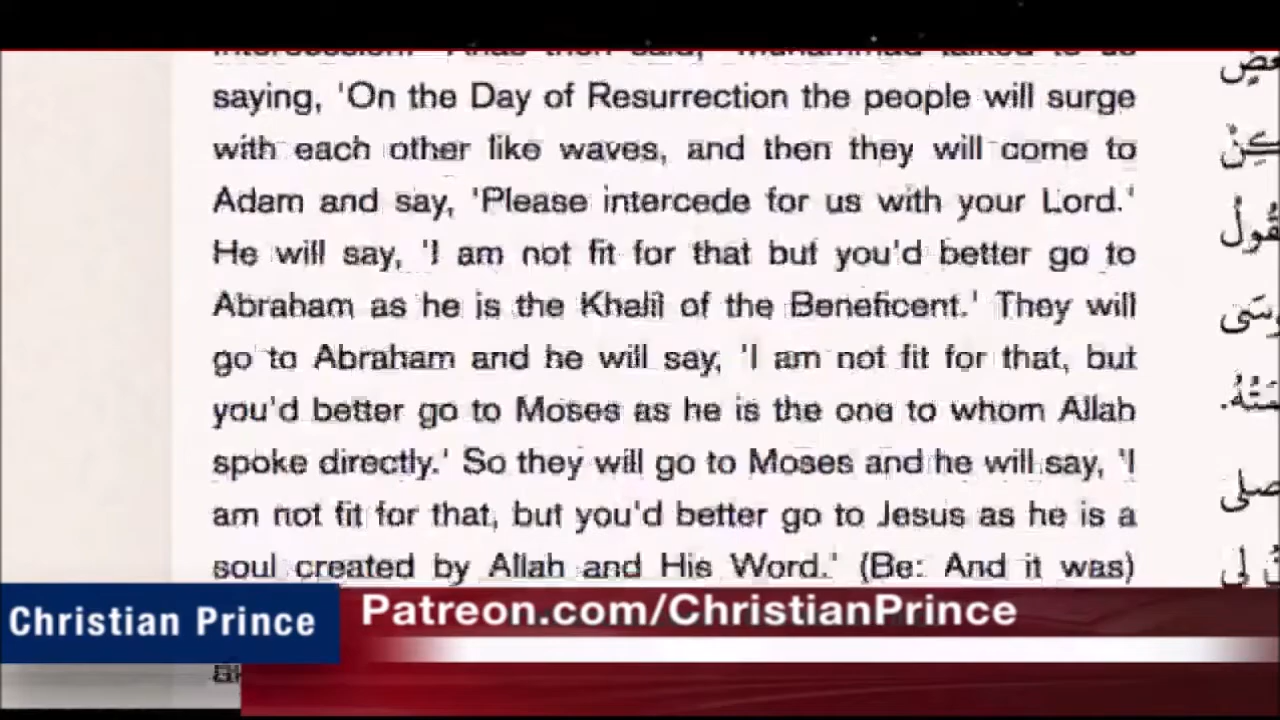 saying, 'On the Day of Resurrection the people will surge
with each other like waves, and then they will come to
Adam and say, 'Please intercede for us with your Lord.'
He will say, 'I am not fit for that but you'd better go to
Abraham as he is the Khalil of the Beneficent.' They will
go to Abraham and he will say, 'I am not fit for that, but
you'd better go to Moses as he is the one to whom Allah
spoke directly.' So they will go to Moses and he will say, 'I
am not fit for that, but you'd better go to Jesus as he is a
soul created by Allah and His Word.' (Be: And it was)
Christian Prince
Patreon.com/ChristianPrince